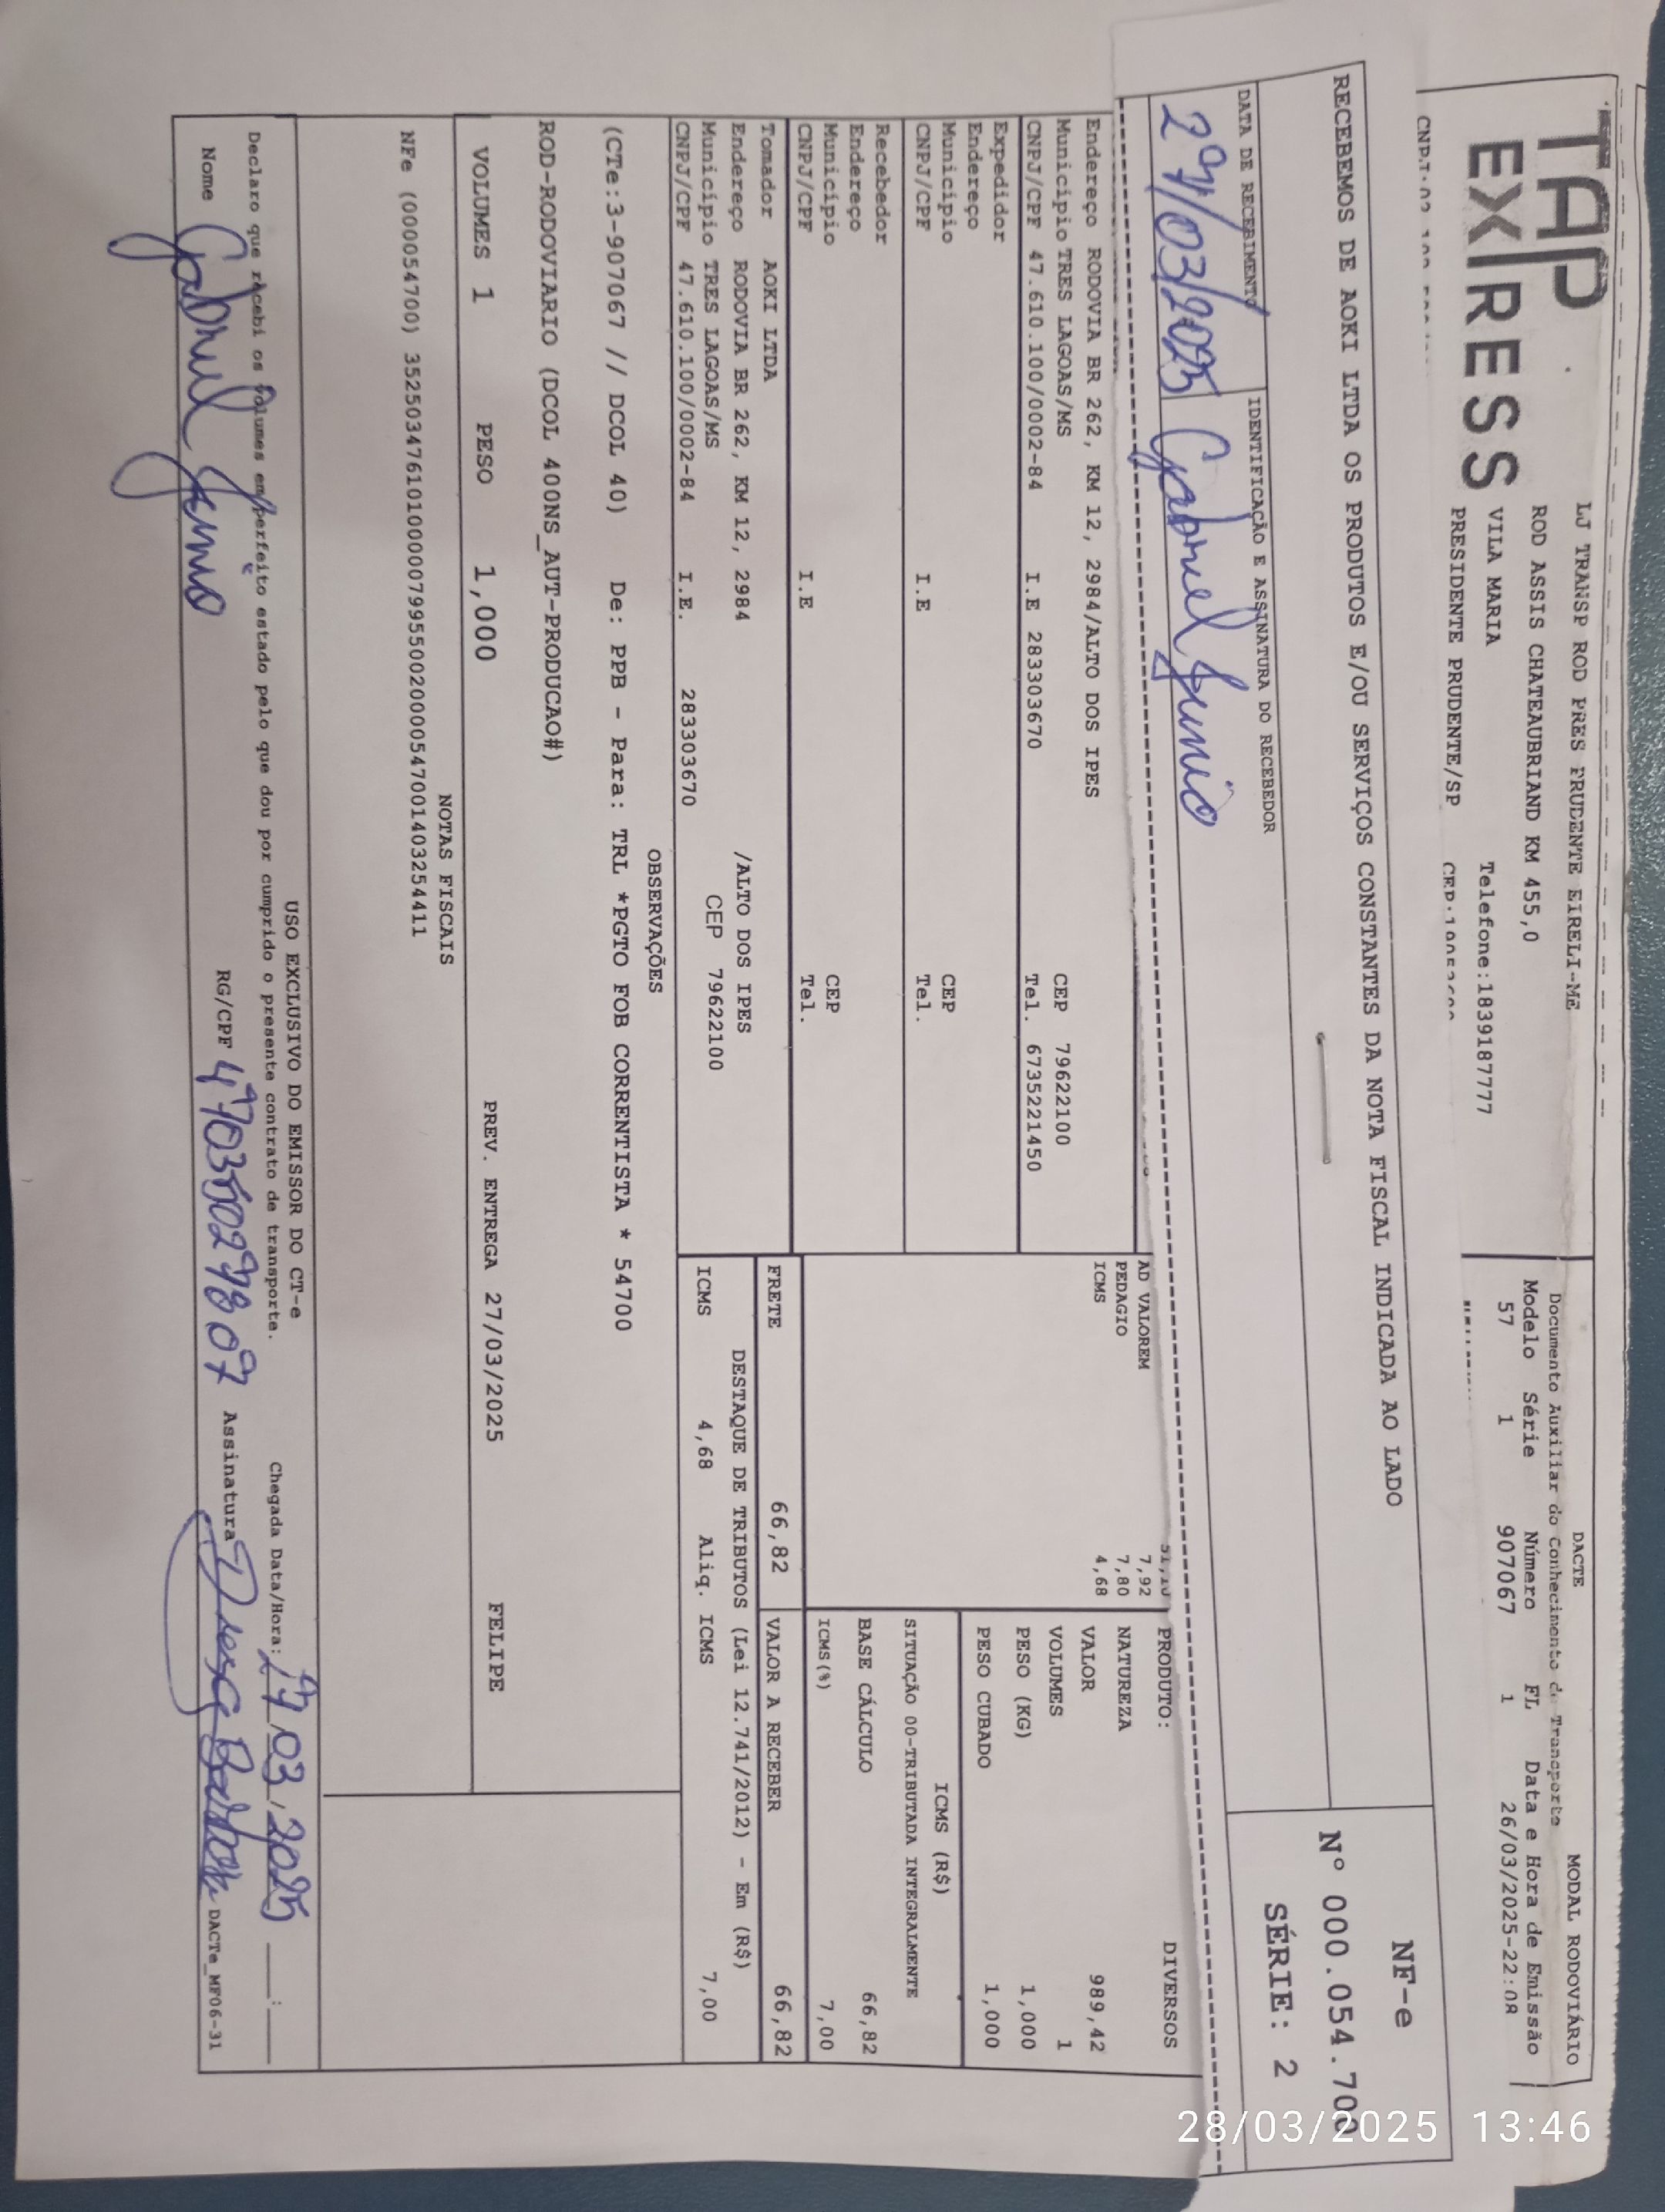 TAP
EXPRESS
LJ TRANSP ROD PRES PRUDENTE EIRELI-ME
ROD ASSIS CHATEAUBRIAND KM 455,0
VILA MARIA Telefone:1839187777
PRESIDENTE PRUDENTE/SP
DACTE MODAL RODOVIÁRIO
Documento Auxiliar do Conhecimento de Transporte
Modelo Série Número FL Data e Hora de Emissão
57 1 907067 1 26/03/2025-22:08
RECEBEMOS DE AOKI LTDA OS PRODUTOS E/OU SERVIÇOS CONSTANTES DA NOTA FISCAL INDICADA AO LADO
NF-e
N° 000.054.700
SÉRIE: 2
DATA DE RECEBIMENTO IDENTIFICAÇÃO E ASSINATURA DO RECEBEDOR
27/03/2025 Gabriel Junio
Endereço RODOVIA BR 262, KM 12, 2984/ALTO DOS IPES
Município TRES LAGOAS/MS CEP 79622100
CNPJ/CPF 47.610.100/0002-84 I.E 283303670 Tel. 6735221450
Expedidor
Endereço
Município CEP
CNPJ/CPF I.E Tel.
Recebedor
Endereço
Município CEP
CNPJ/CPF I.E Tel.
Tomador AOKI LTDA
Endereço RODOVIA BR 262, KM 12, 2984 /ALTO DOS IPES
Município TRES LAGOAS/MS CEP 79622100
CNPJ/CPF 47.610.100/0002-84 I.E. 283303670
AD VALOREM 7,92
PEDAGIO 7,80
ICMS 4,68
PRODUTO: DIVERSOS
NATUREZA
VALOR 989,42
VOLUMES 1
PESO (KG) 1,000
PESO CUBADO 1,000
ICMS (R$)
SITUAÇÃO 00-TRIBUTADA INTEGRALMENTE
BASE CÁLCULO 66,82
ICMS(%) 7,00
FRETE 66,82 VALOR A RECEBER 66,82
DESTAQUE DE TRIBUTOS (Lei 12.741/2012) - Em (R$)
ICMS 4,68 Aliq. ICMS 7,00
OBSERVAÇÕES
(CTe:3-907067 // DCOL 40) De: PPB - Para: TRL *PGTO FOB CORRENTISTA * 54700
ROD-RODOVIARIO (DCOL 400NS_AUT-PRODUCAO#)
VOLUMES 1 PESO 1,000 PREV. ENTREGA 27/03/2025 FELIPE
NOTAS FISCAIS
NFe (000054700) 35250347610100000799550020000547001403254411
USO EXCLUSIVO DO EMISSOR DO CT-e
Declaro que recebi os volumes em perfeito estado pelo que dou por cumprido o presente contrato de transporte. Chegada Data/Hora: 27/03/2025 ____:____
Nome Gabriel Junio RG/CPF 47035029807 Assinatura DACTe_MF06-31
28/03/2025 13:46